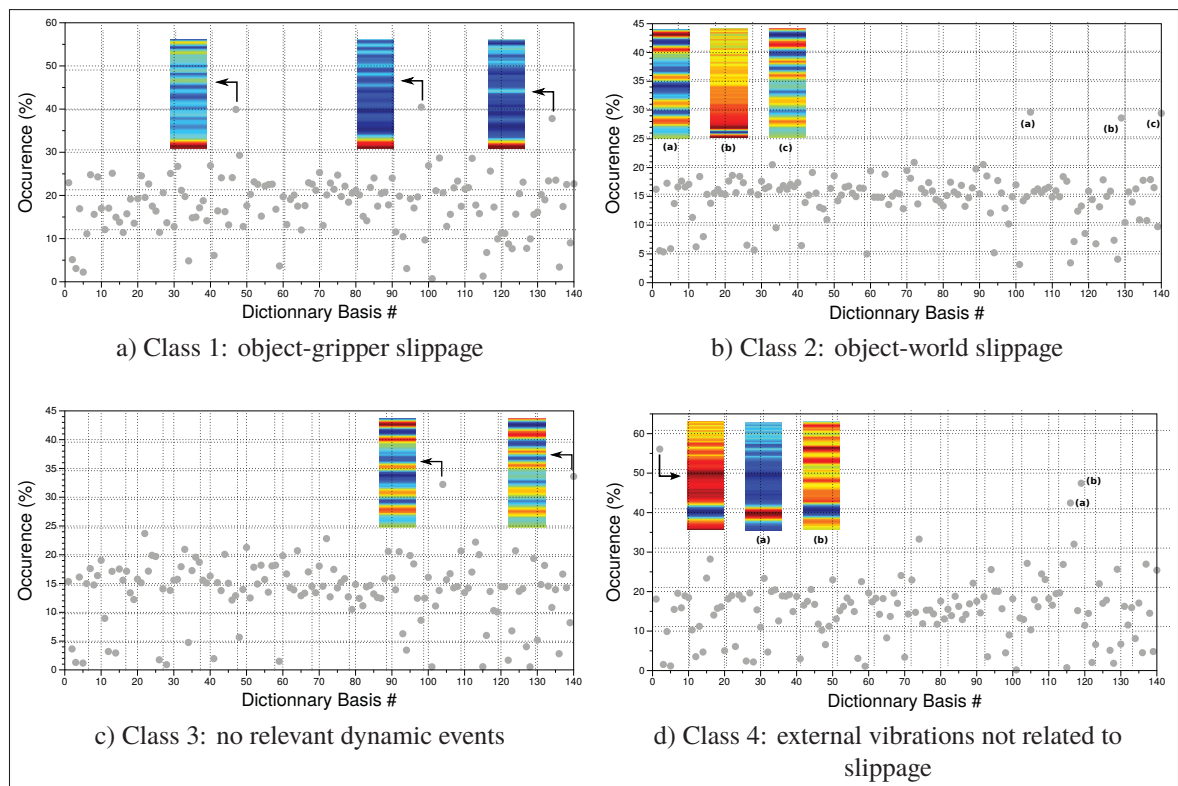 60
50
40
30
20
10
0
Occurence (%)
0 10 20 30 40 50 60 70 80 90 100 110 120 130 140
Dictionnary Basis #
a) Class 1: object-gripper slippage
45
40
35
30
25
20
15
10
5
0
Occurence (%)
(a) (b) (c)
(a) (b) (c)
0 10 20 30 40 50 60 70 80 90 100 110 120 130 140
Dictionnary Basis #
b) Class 2: object-world slippage
45
40
35
30
25
20
15
10
5
0
Occurence (%)
0 10 20 30 40 50 60 70 80 90 100 110 120 130 140
Dictionnary Basis #
c) Class 3: no relevant dynamic events
60
50
40
30
20
10
0
Occurence (%)
(b)
(a)
(a) (b)
0 10 20 30 40 50 60 70 80 90 100 110 120 130 140
Dictionnary Basis #
d) Class 4: external vibrations not related to
slippage